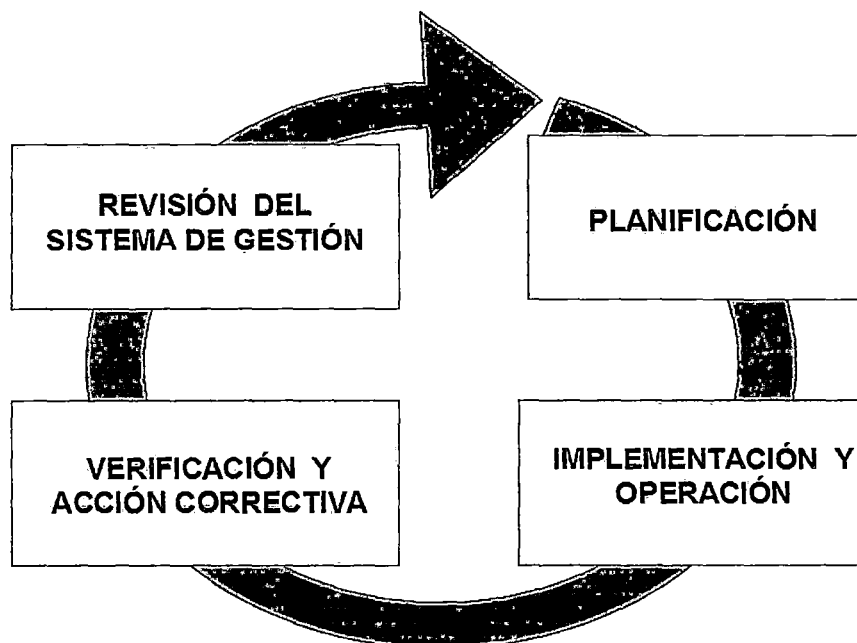 REVISIÓN DEL
SISTEMA DE GESTIÓN
PLANIFICACIÓN
VERIFICACIÓN Y
ACCIÓN CORRECTIVA
IMPLEMENTACIÓN Y
OPERACIÓN